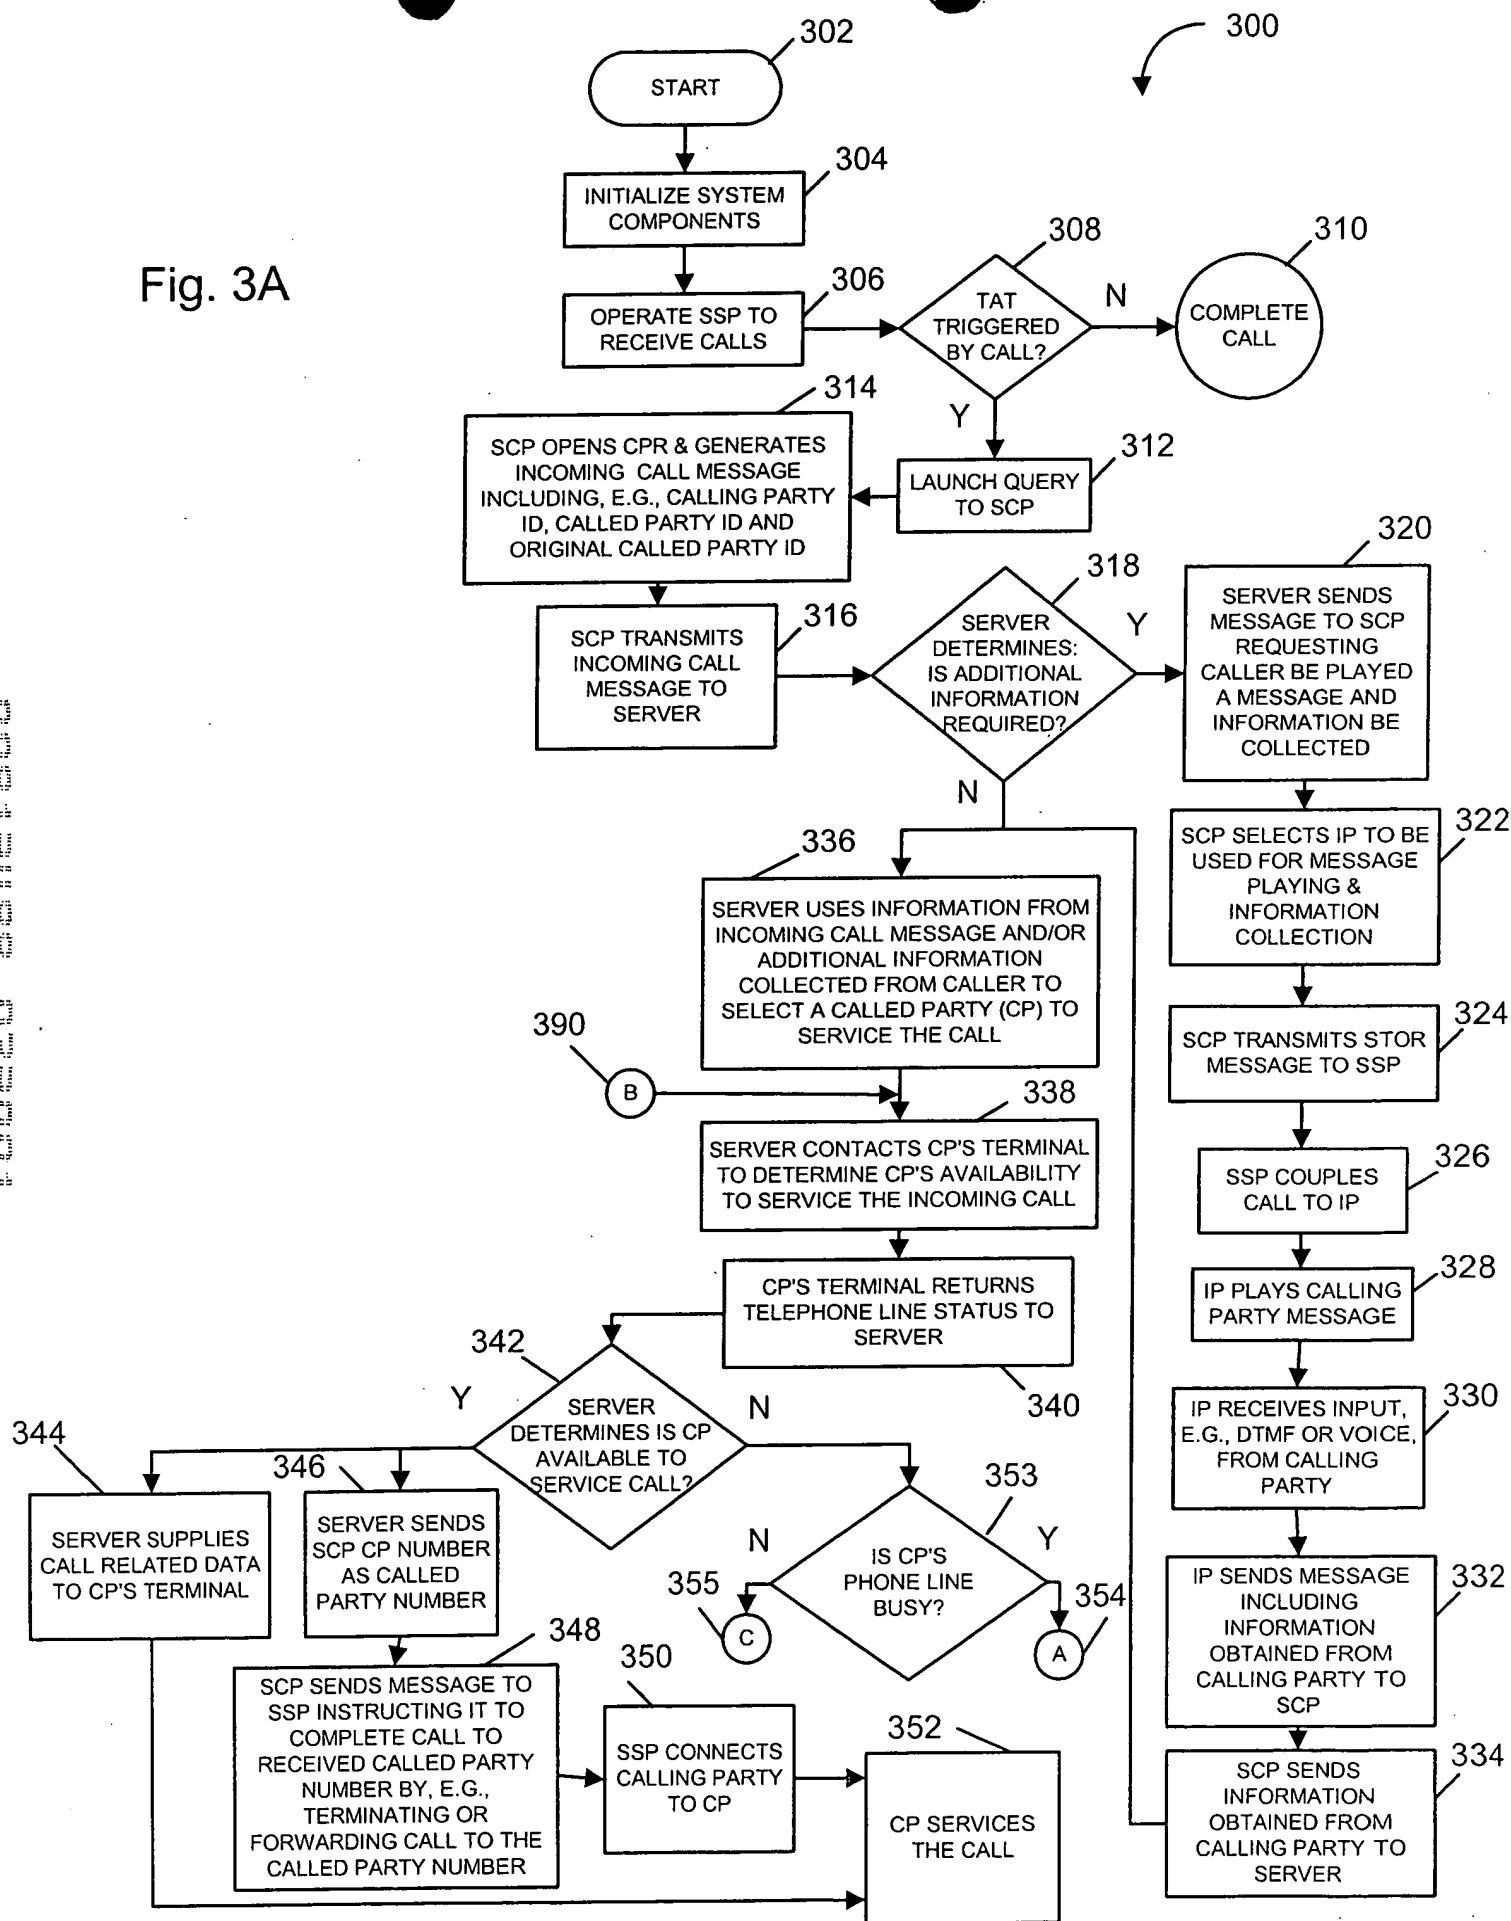 302
300
START
304
INITIALIZE SYSTEM
COMPONENTS
Fig. 3A
306
OPERATE SSP TO
RECEIVE CALLS
308
TAT
TRIGGERED
BY CALL?
N
310
COMPLETE
CALL
Y
312
LAUNCH QUERY
TO SCP
314
SCP OPENS CPR & GENERATES
INCOMING CALL MESSAGE
INCLUDING, E.G., CALLING PARTY
ID, CALLED PARTY ID AND
ORIGINAL CALLED PARTY ID
316
SCP TRANSMITS
INCOMING CALL
MESSAGE TO
SERVER
318
SERVER
DETERMINES:
IS ADDITIONAL
INFORMATION
REQUIRED?
Y
N
320
SERVER SENDS
MESSAGE TO SCP
REQUESTING
CALLER BE PLAYED
A MESSAGE AND
INFORMATION BE
COLLECTED
322
SCP SELECTS IP TO BE
USED FOR MESSAGE
PLAYING &
INFORMATION
COLLECTION
324
SCP TRANSMITS STOR
MESSAGE TO SSP
326
SSP COUPLES
CALL TO IP
328
IP PLAYS CALLING
PARTY MESSAGE
330
IP RECEIVES INPUT,
E.G., DTMF OR VOICE,
FROM CALLING
PARTY
332
IP SENDS MESSAGE
INCLUDING
INFORMATION
OBTAINED FROM
CALLING PARTY TO
SCP
334
SCP SENDS
INFORMATION
OBTAINED FROM
CALLING PARTY TO
SERVER
336
SERVER USES INFORMATION FROM
INCOMING CALL MESSAGE AND/OR
ADDITIONAL INFORMATION
COLLECTED FROM CALLER TO
SELECT A CALLED PARTY (CP) TO
SERVICE THE CALL
390
B
338
SERVER CONTACTS CP'S TERMINAL
TO DETERMINE CP'S AVAILABILITY
TO SERVICE THE INCOMING CALL
CP'S TERMINAL RETURNS
TELEPHONE LINE STATUS TO
SERVER
340
342
SERVER
DETERMINES IS CP
AVAILABLE TO
SERVICE CALL?
Y
N
344
SERVER SUPPLIES
CALL RELATED DATA
TO CP'S TERMINAL
346
SERVER SENDS
SCP CP NUMBER
AS CALLED
PARTY NUMBER
348
SCP SENDS MESSAGE TO
SSP INSTRUCTING IT TO
COMPLETE CALL TO
RECEIVED CALLED PARTY
NUMBER BY, E.G.,
TERMINATING OR
FORWARDING CALL TO THE
CALLED PARTY NUMBER
350
SSP CONNECTS
CALLING PARTY
TO CP
352
CP SERVICES
THE CALL
353
IS CP'S
PHONE LINE
BUSY?
N
Y
355
C
354
A